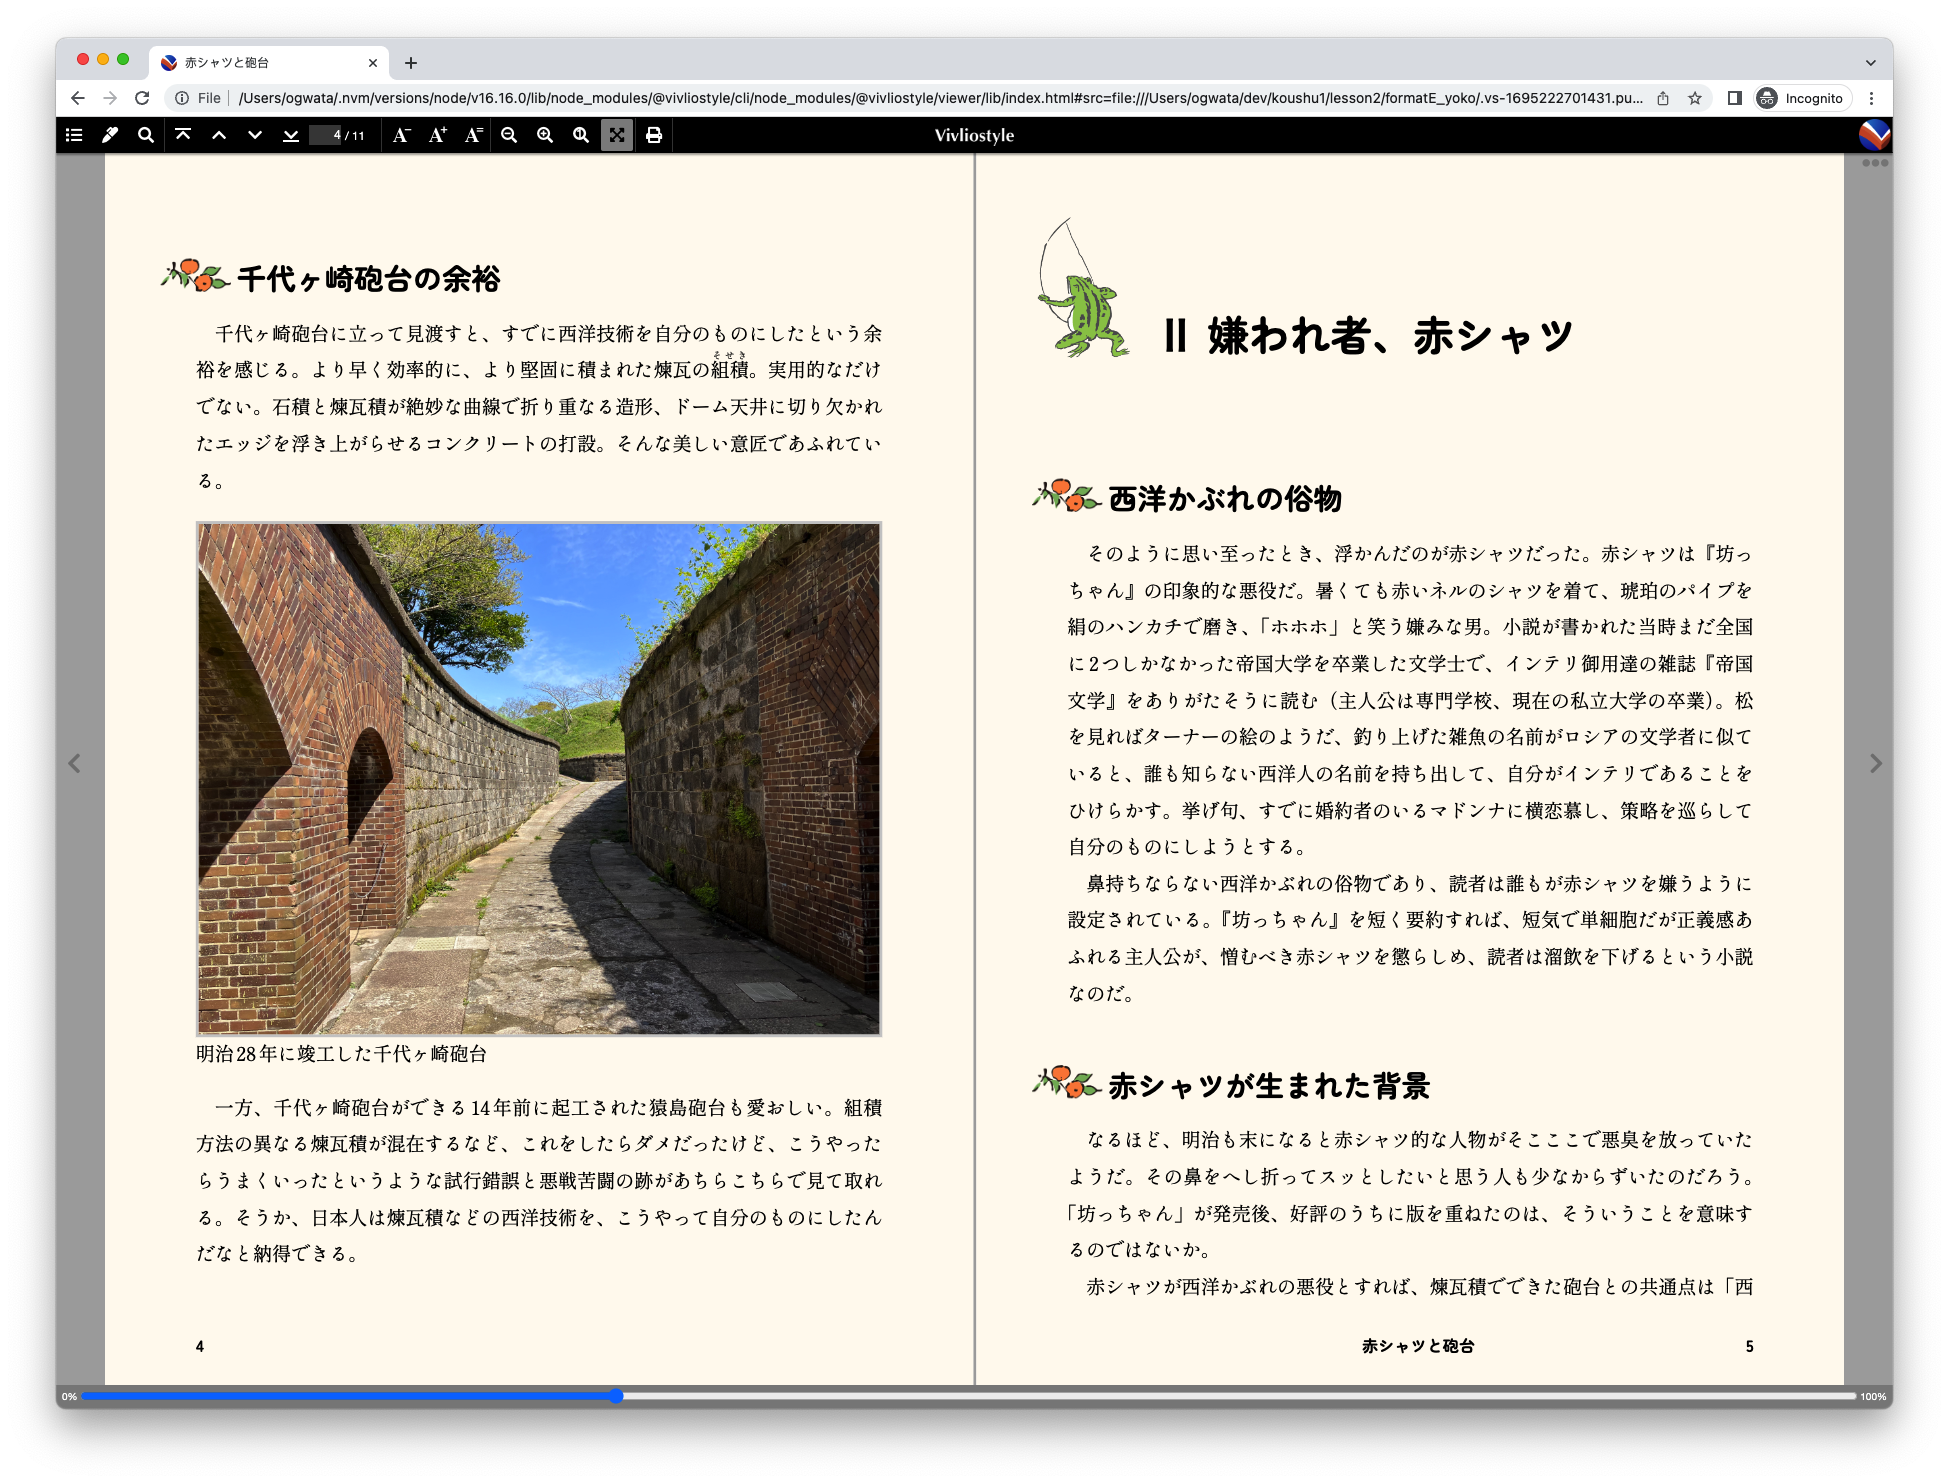 赤シャツと砲台
File
/Users/ogwata/.nvm/versions/node/v16.16.0/lib/node_modules/@vivliostyle/cli/node_modules/@vivliostyle/viewer/lib/index.html#src=file:///Users/ogwata/dev/koushu1/lesson2/formatE_yoko/.vs-1695222701431.pu...
Incognito
4 / 11
A- A+ A=
Vivliostyle
千代ヶ崎砲台の余裕
千代ヶ崎砲台に立って見渡すと、すでに西洋技術を自分のものにしたという余
そせき
裕を感じる。より早く効率的に、より堅固に積まれた煉瓦の組積。実用的なだけ
でない。石積と煉瓦積が絶妙な曲線で折り重なる造形、ドーム天井に切り欠かれ
たエッジを浮き上がらせるコンクリートの打設。そんな美しい意匠であふれてい
る。
明治28年に竣工した千代ヶ崎砲台
一方、千代ヶ崎砲台ができる14年前に起工された猿島砲台も愛おしい。組積
方法の異なる煉瓦積が混在するなど、これをしたらダメだったけど、こうやった
らうまくいったというような試行錯誤と悪戦苦闘の跡があちらこちらで見て取れ
る。そうか、日本人は煉瓦積などの西洋技術を、こうやって自分のものにしたん
だなと納得できる。
4
II 嫌われ者、赤シャツ
西洋かぶれの俗物
そのように思い至ったとき、浮かんだのが赤シャツだった。赤シャツは『坊っ
ちゃん』の印象的な悪役だ。暑くても赤いネルのシャツを着て、琥珀のパイプを
絹のハンカチで磨き、「ホホホ」と笑う嫌みな男。小説が書かれた当時まだ全国
に2つしかなかった帝国大学を卒業した文学士で、インテリ御用達の雑誌『帝国
文学』をありがたそうに読む（主人公は専門学校、現在の私立大学の卒業）。松
を見ればターナーの絵のようだ、釣り上げた雑魚の名前がロシアの文学者に似て
いると、誰も知らない西洋人の名前を持ち出して、自分がインテリであることを
ひけらかす。挙げ句、すでに婚約者のいるマドンナに横恋慕し、策略を巡らして
自分のものにしようとする。
鼻持ちならない西洋かぶれの俗物であり、読者は誰もが赤シャツを嫌うように
設定されている。『坊っちゃん』を短く要約すれば、短気で単細胞だが正義感あ
ふれる主人公が、憎むべき赤シャツを懲らしめ、読者は溜飲を下げるという小説
なのだ。
赤シャツが生まれた背景
なるほど、明治も末になると赤シャツ的な人物がそこここで悪臭を放っていた
ようだ。その鼻をへし折ってスッとしたいと思う人も少なからずいたのだろう。
「坊っちゃん」が発売後、好評のうちに版を重ねたのは、そういうことを意味す
るのではないか。
赤シャツが西洋かぶれの悪役とすれば、煉瓦積でできた砲台との共通点は「西
赤シャツと砲台
5
0%
100%